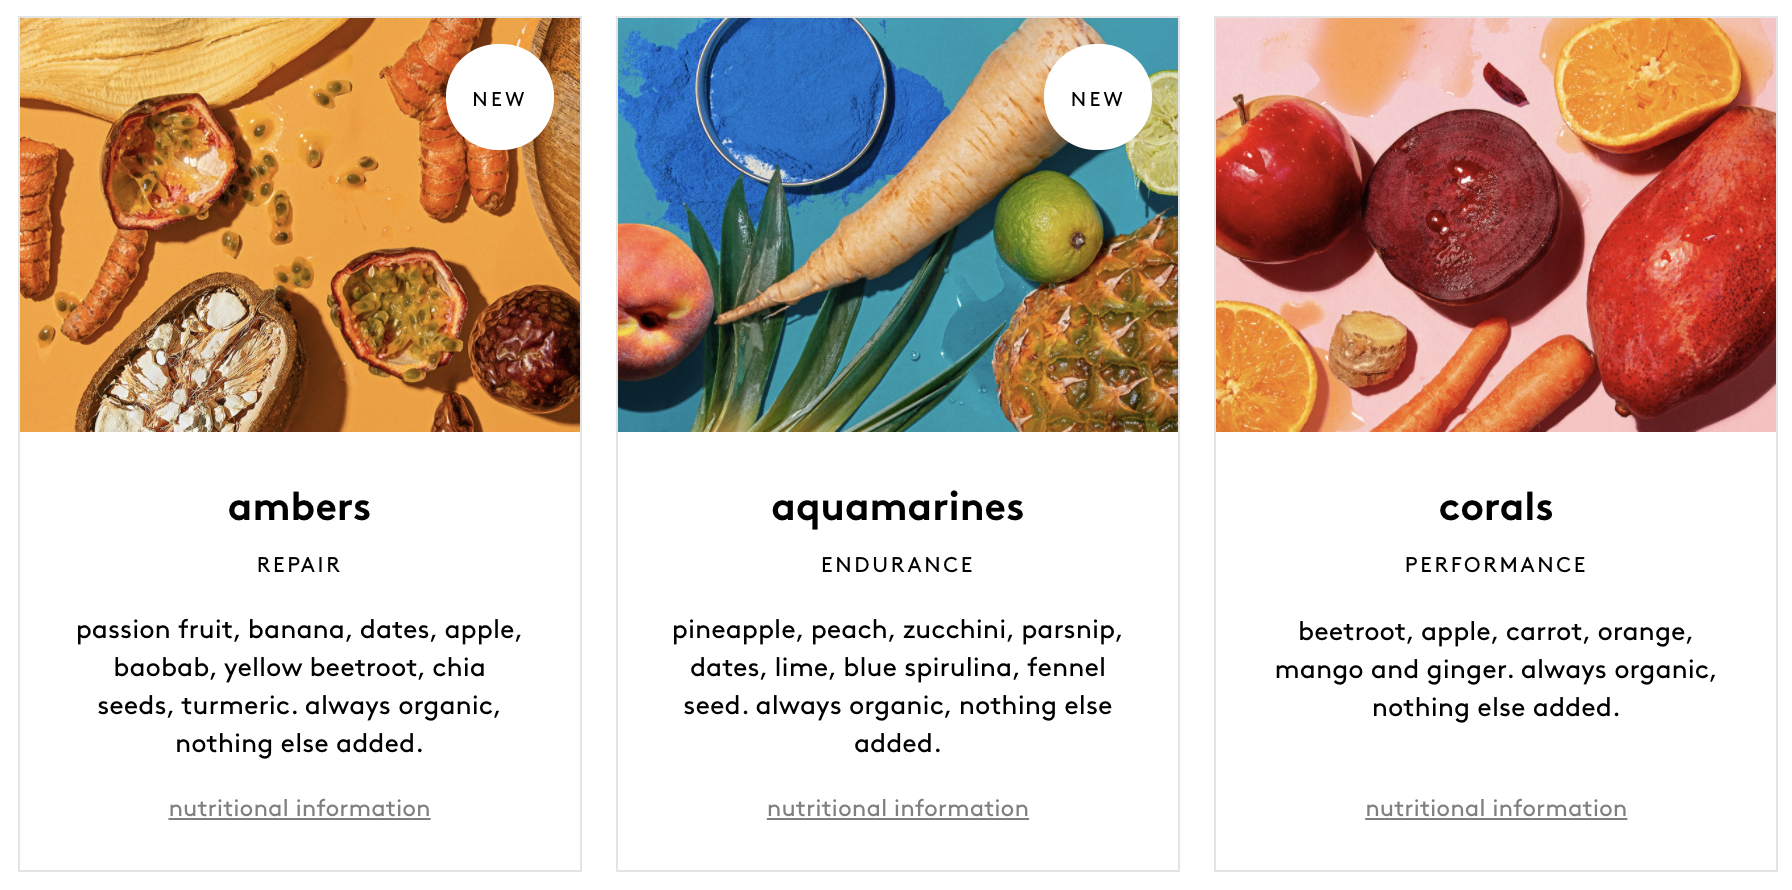 NEW
ambers
REPAIR
passion fruit, banana, dates, apple,
baobab, yellow beetroot, chia
seeds, turmeric. always organic,
nothing else added.
nutritional information
NEW
aquamarines
ENDURANCE
pineapple, peach, zucchini, parsnip,
dates, lime, blue spirulina, fennel
seed. always organic, nothing else
added.
nutritional information
corals
PERFORMANCE
beetroot, apple, carrot, orange,
mango and ginger. always organic,
nothing else added.
nutritional information